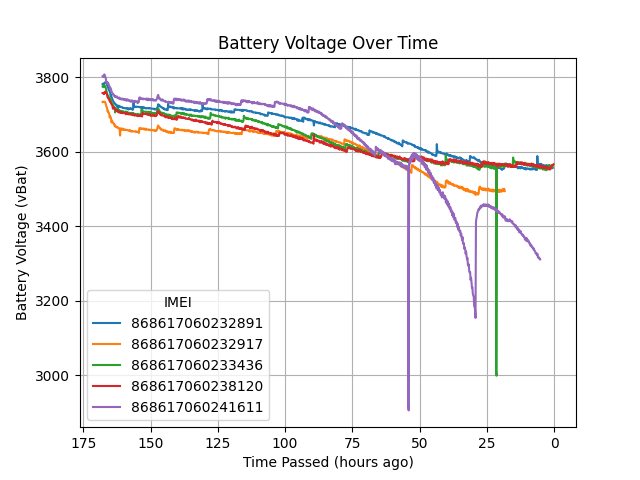 Battery Voltage Over Time
Battery Voltage (vBat)
3800
3600
3400
3200
3000
IMEI
868617060232891
868617060232917
868617060233436
868617060238120
868617060241611
175 150 125 100 75 50 25 0
Time Passed (hours ago)